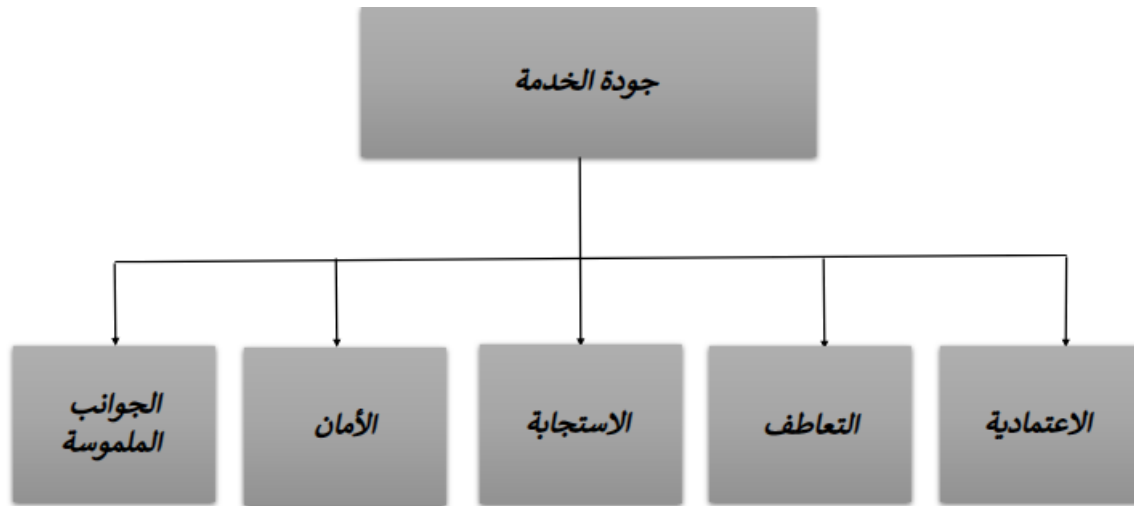 جودة الخدمة
الاعتمادية
التعاطف
الاستجابة
الأمان
الجوانب
الملموسة